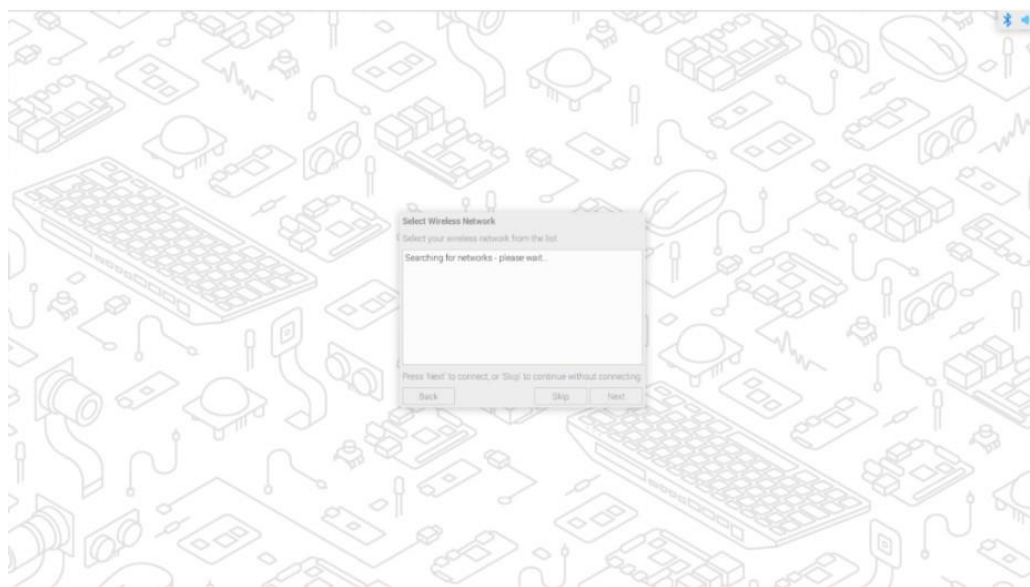 Select Wireless Network
Select your wireless network from the list
Searching for networks - please wait...
Press 'Next' to connect, or 'Skip' to continue without connecting
Back
Skip
Next